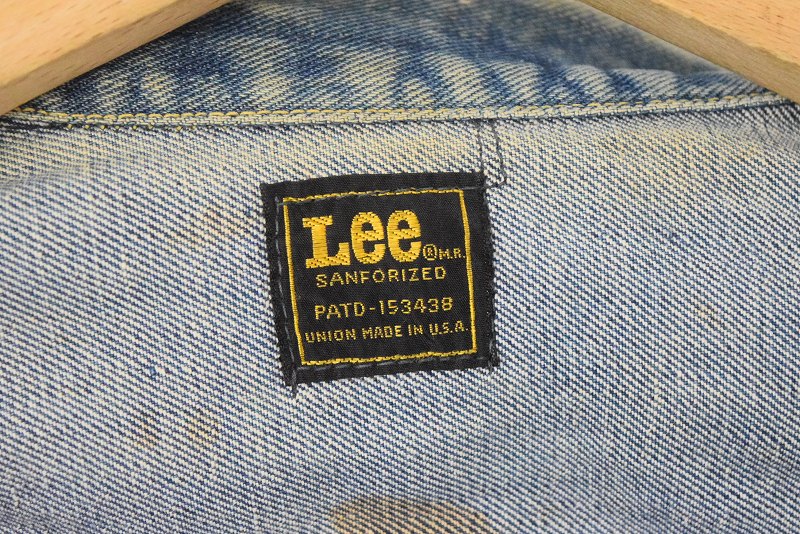 Lee ® M.R.
SANFORIZED
PATD-153438
UNION MADE IN U.S.A.